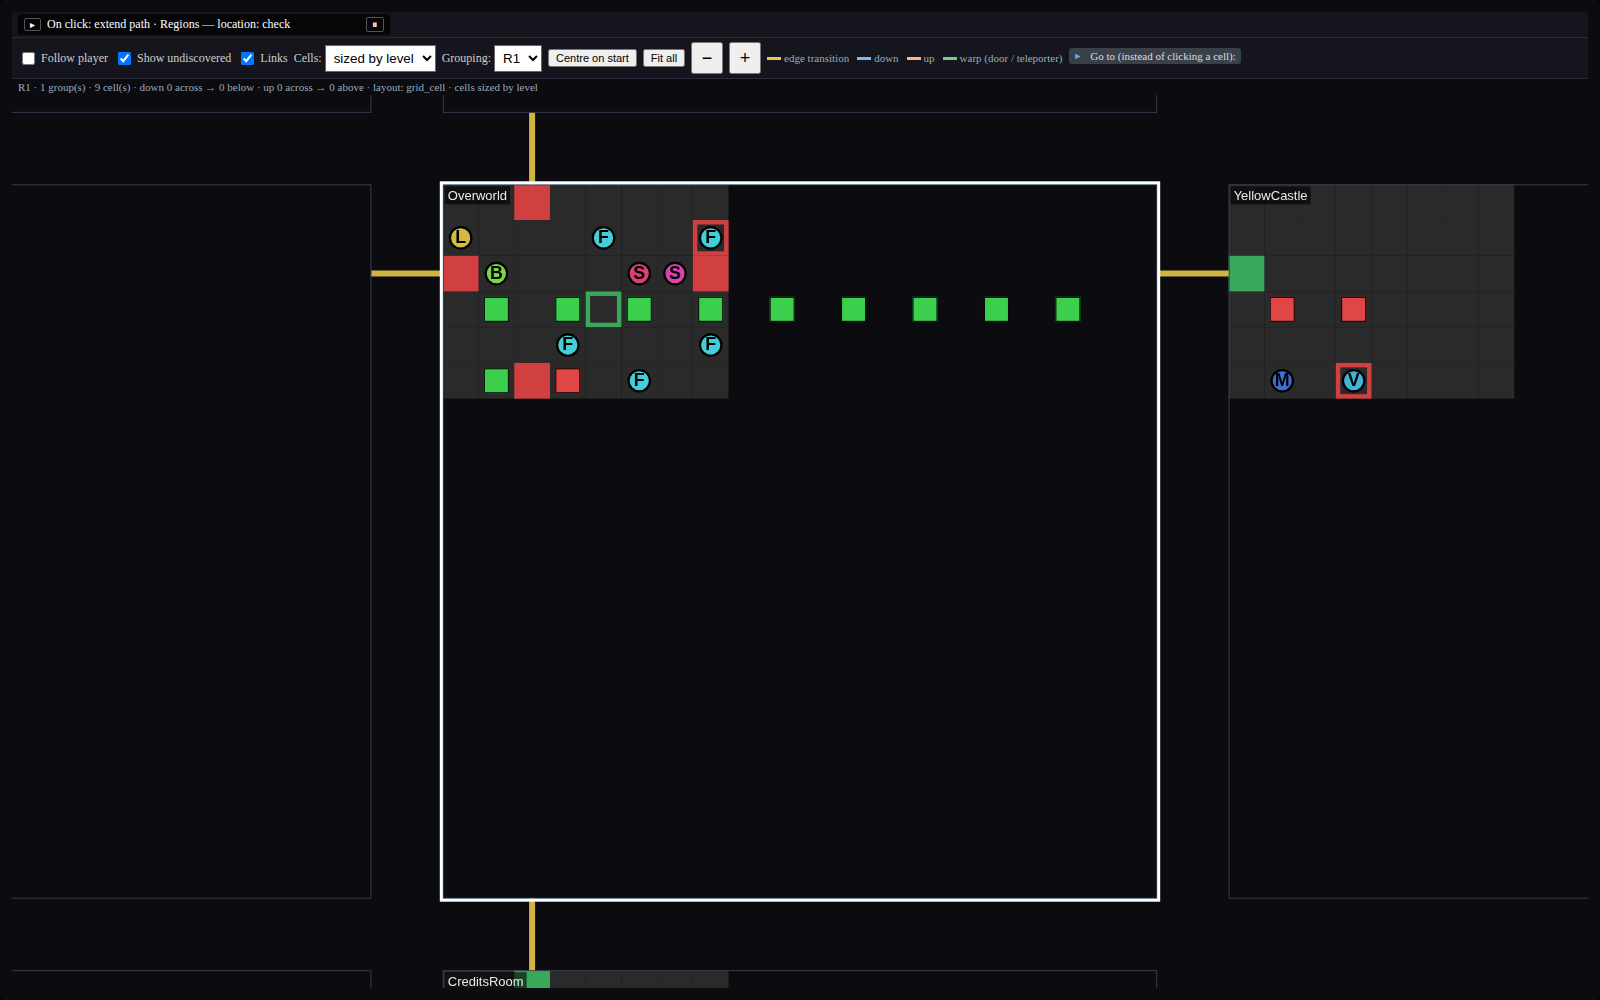 On click: extend path · Regions — location: check
Follow player Show undiscovered Links Cells: sized by level Grouping: R1 Centre on start Fit all − + edge transition down up warp (door / teleporter) Go to (instead of clicking a cell):
R1 · 1 group(s) · 9 cell(s) · down 0 across → 0 below · up 0 across → 0 above · layout: grid_cell · cells sized by level
Overworld
YellowCastle
L F F
B S S
F F
F
M V
CreditsRoom